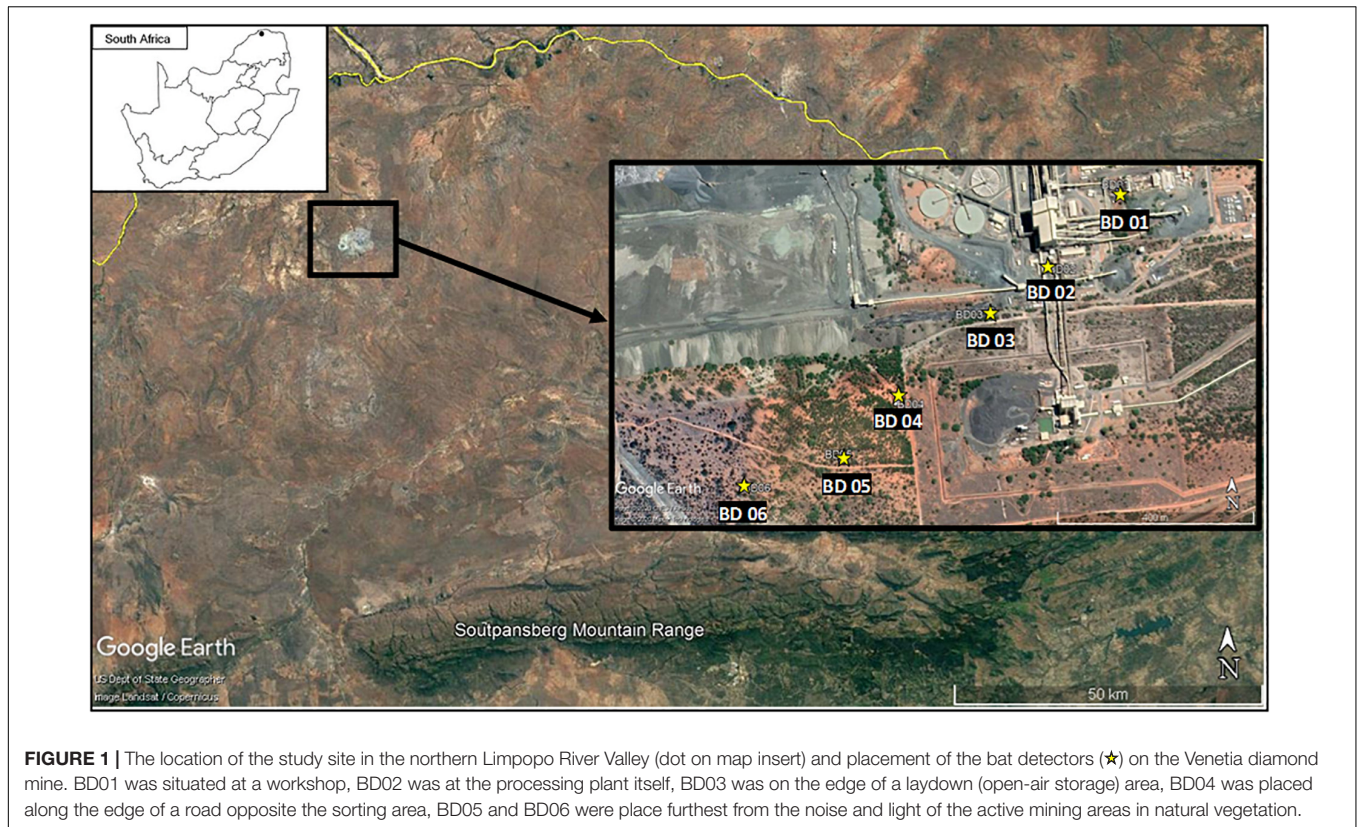 South Africa
BD 01
BD 02
BD03
BD 03
BD 04
BD 05
BD 06
Google Earth
N
400 m
Soutpansberg Mountain Range
Google Earth
US Dept of State Geographer
Image Landsat / Copernicus
N
50 km
FIGURE 1 | The location of the study site in the northern Limpopo River Valley (dot on map insert) and placement of the bat detectors (★) on the Venetia diamond
mine. BD01 was situated at a workshop, BD02 was at the processing plant itself, BD03 was on the edge of a laydown (open-air storage) area, BD04 was placed
along the edge of a road opposite the sorting area, BD05 and BD06 were place furthest from the noise and light of the active mining areas in natural vegetation.